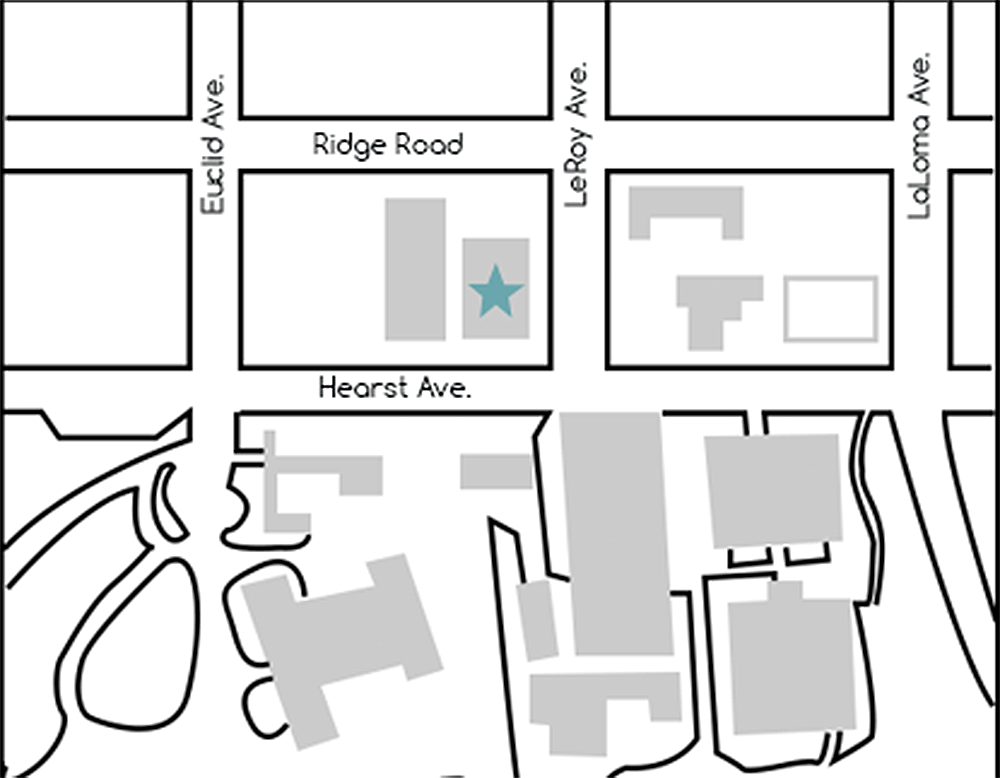 Euclid Ave.
Ridge Road
LeRoy Ave.
LaLoma Ave.
Hearst Ave.